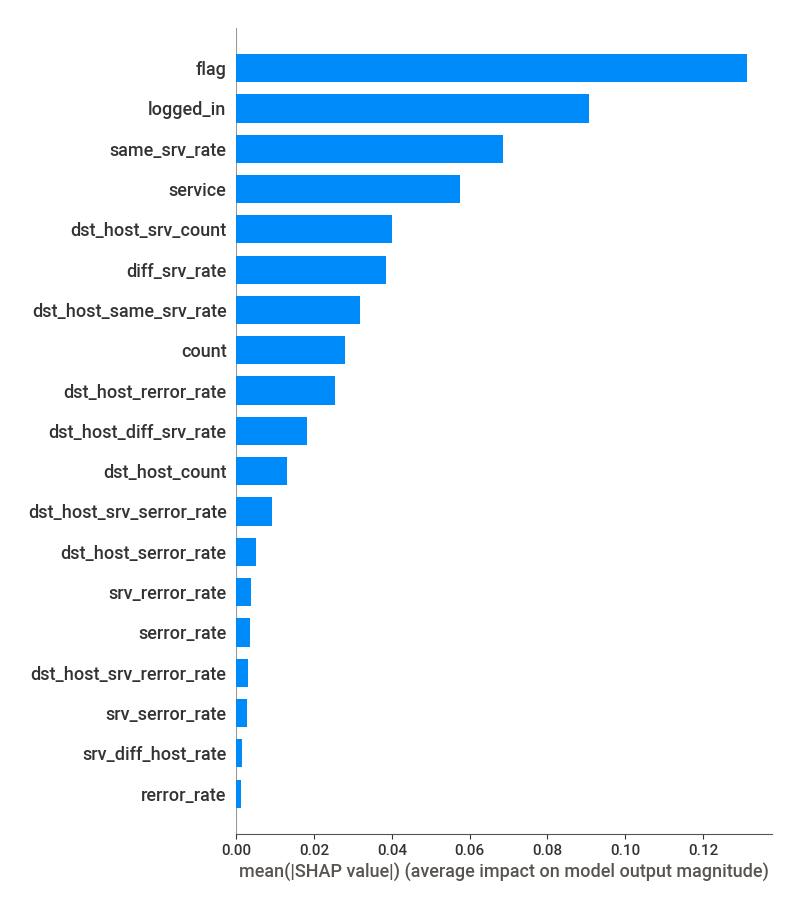 flag
logged_in
same_srv_rate
service
dst_host_srv_count
diff_srv_rate
dst_host_same_srv_rate
count
dst_host_rerror_rate
dst_host_diff_srv_rate
dst_host_count
dst_host_srv_serror_rate
dst_host_serror_rate
srv_rerror_rate
serror_rate
dst_host_srv_rerror_rate
srv_serror_rate
srv_diff_host_rate
rerror_rate
0.00 0.02 0.04 0.06 0.08 0.10 0.12
mean(|SHAP value|) (average impact on model output magnitude)